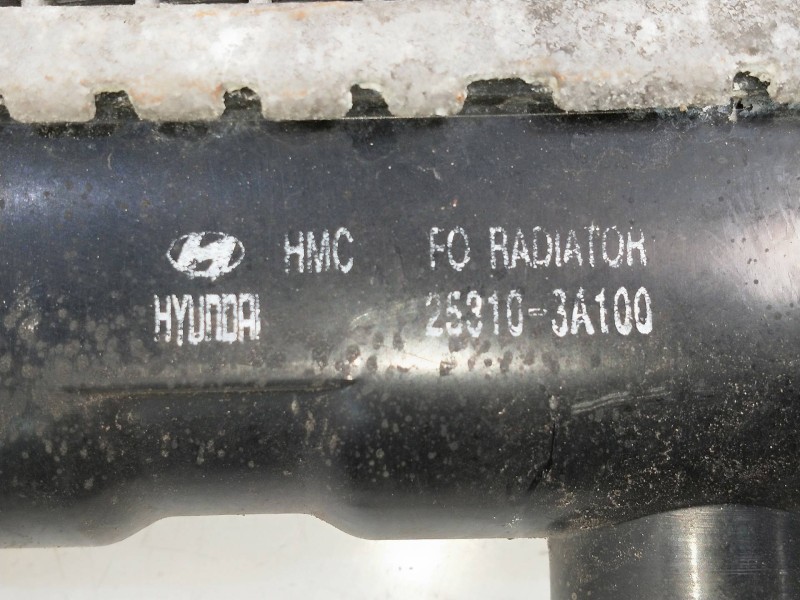 HMC FO RADIATOR
HYUNDAI 25310-3A100